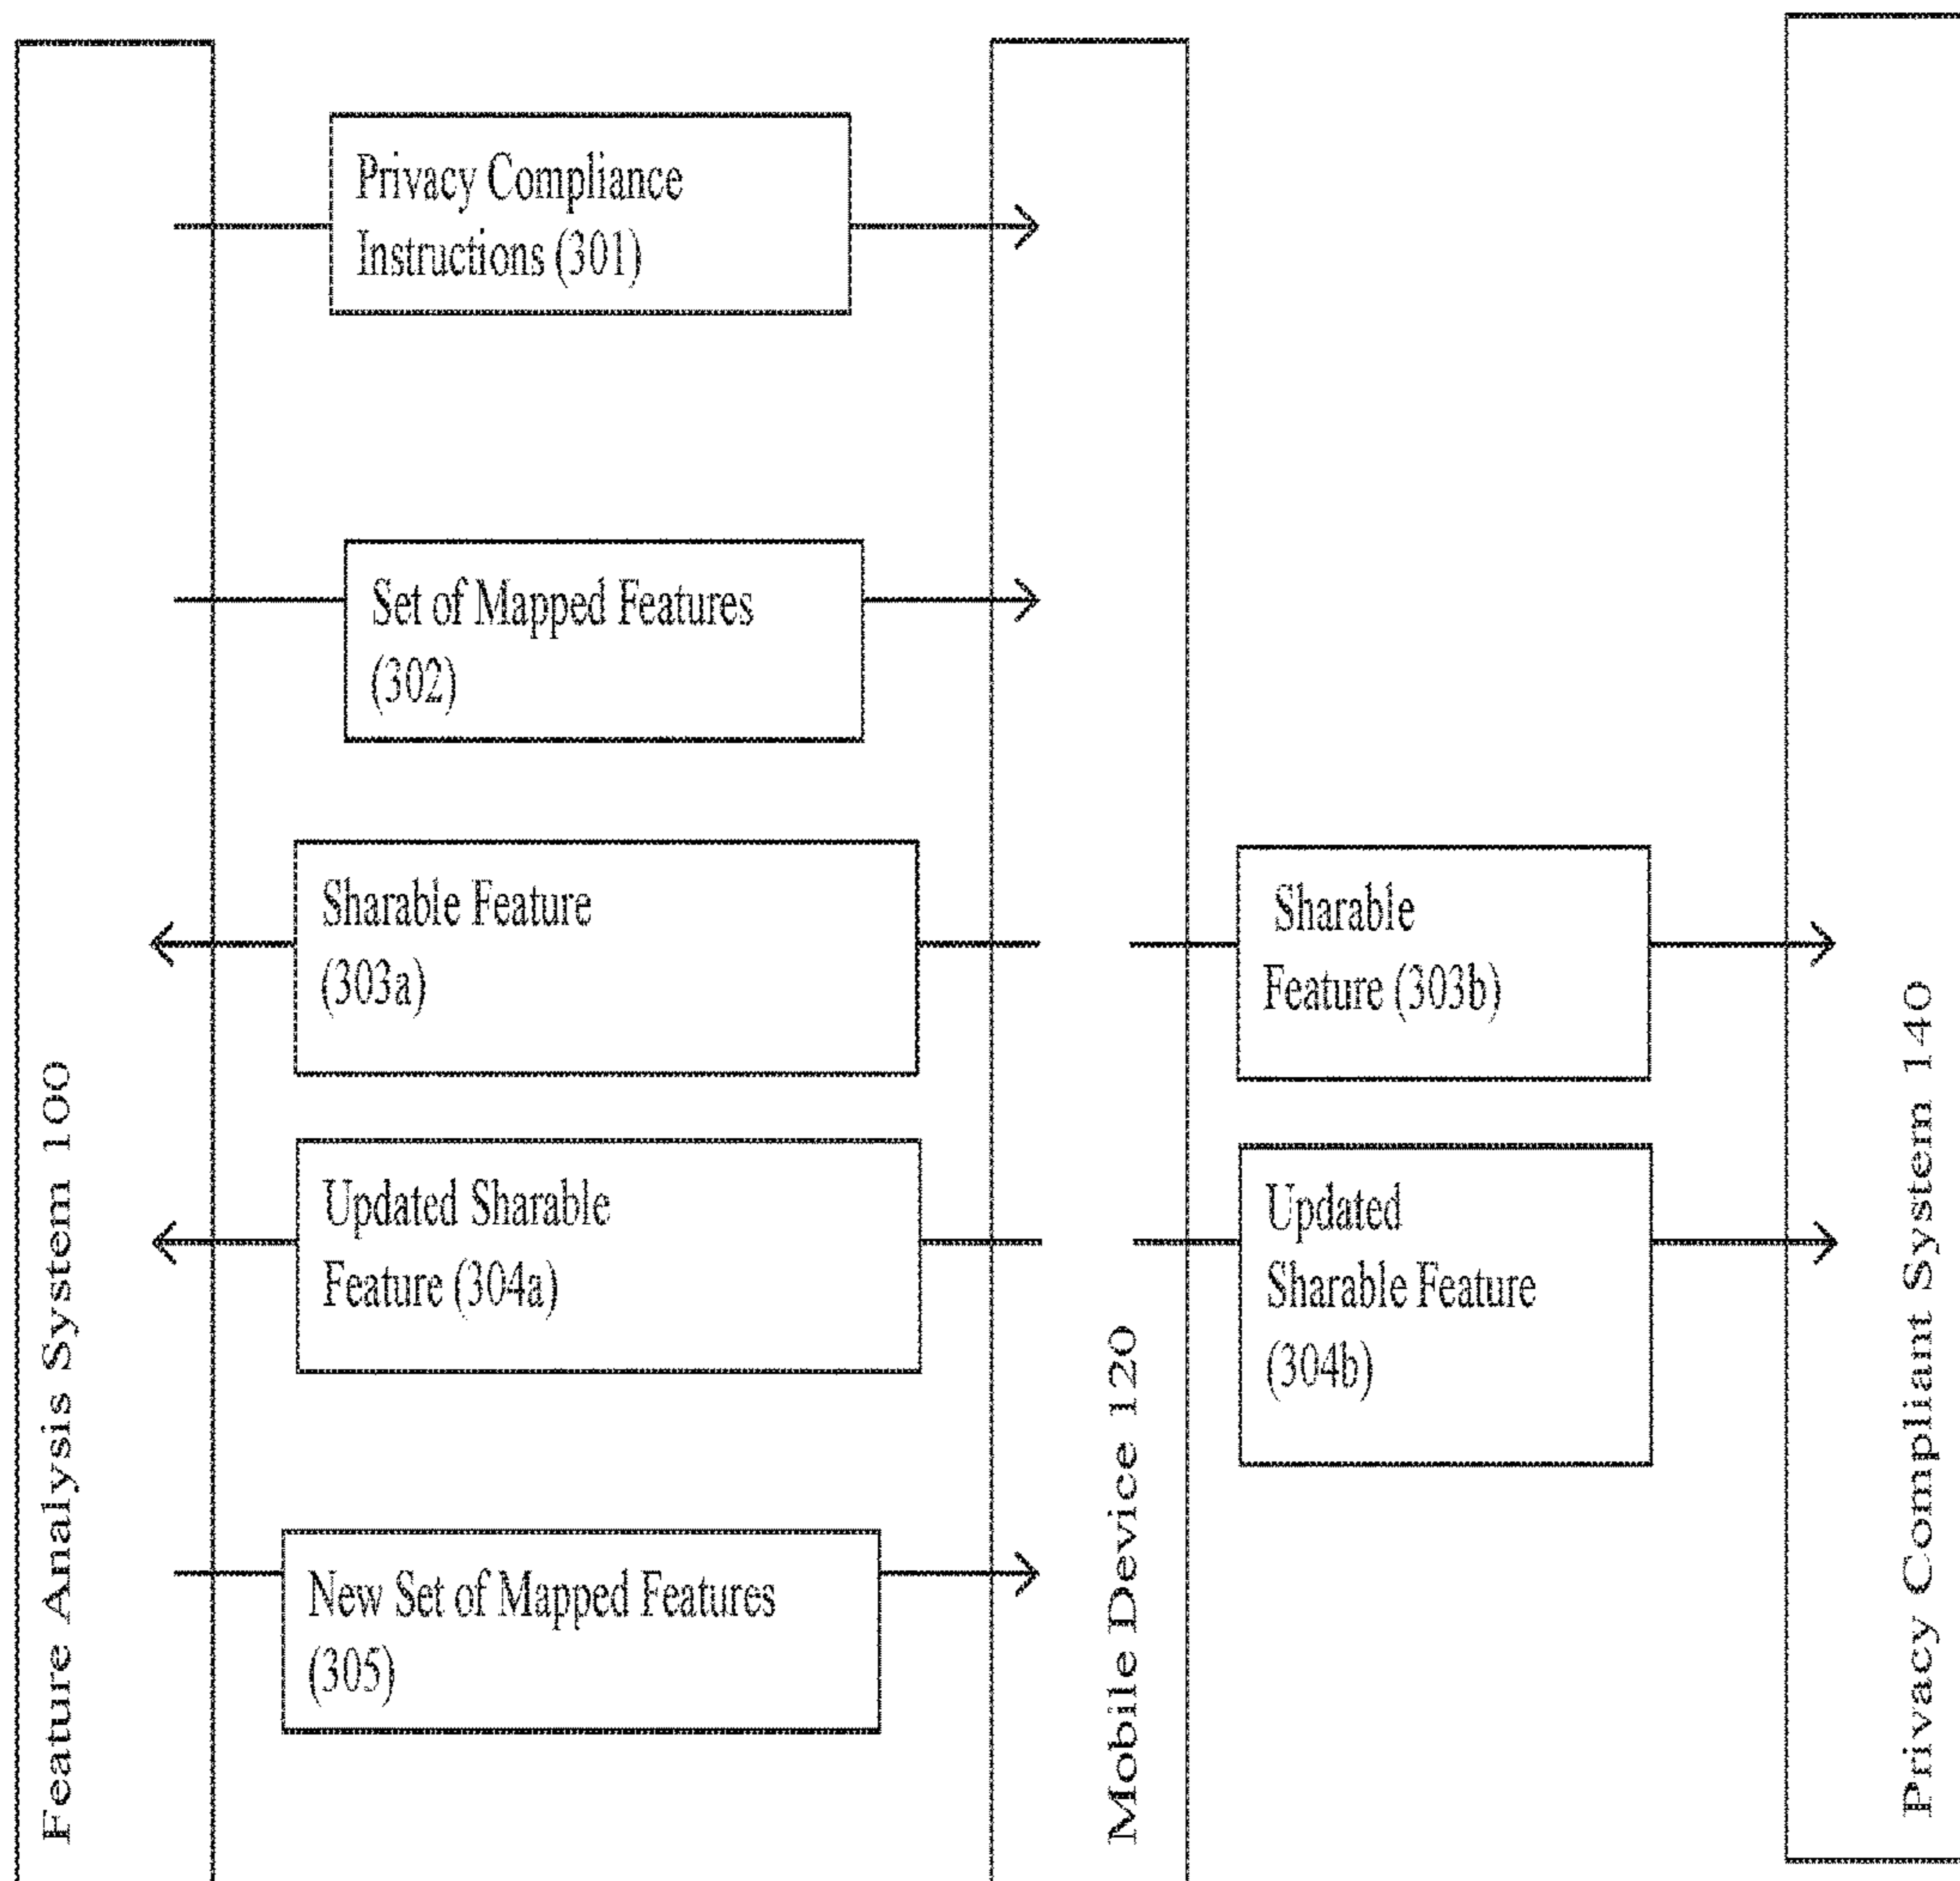 Privacy Compliance
Instructions (301)
Set of Mapped Features
(302)
Sharable Feature
(303a)
Sharable
Feature (303b)
Updated Sharable
Feature (304a)
Updated
Sharable Feature
(304b)
New Set of Mapped Features
(305)
Feature Analysis System 100
Mobile Device 120
Privacy Compliant System 140